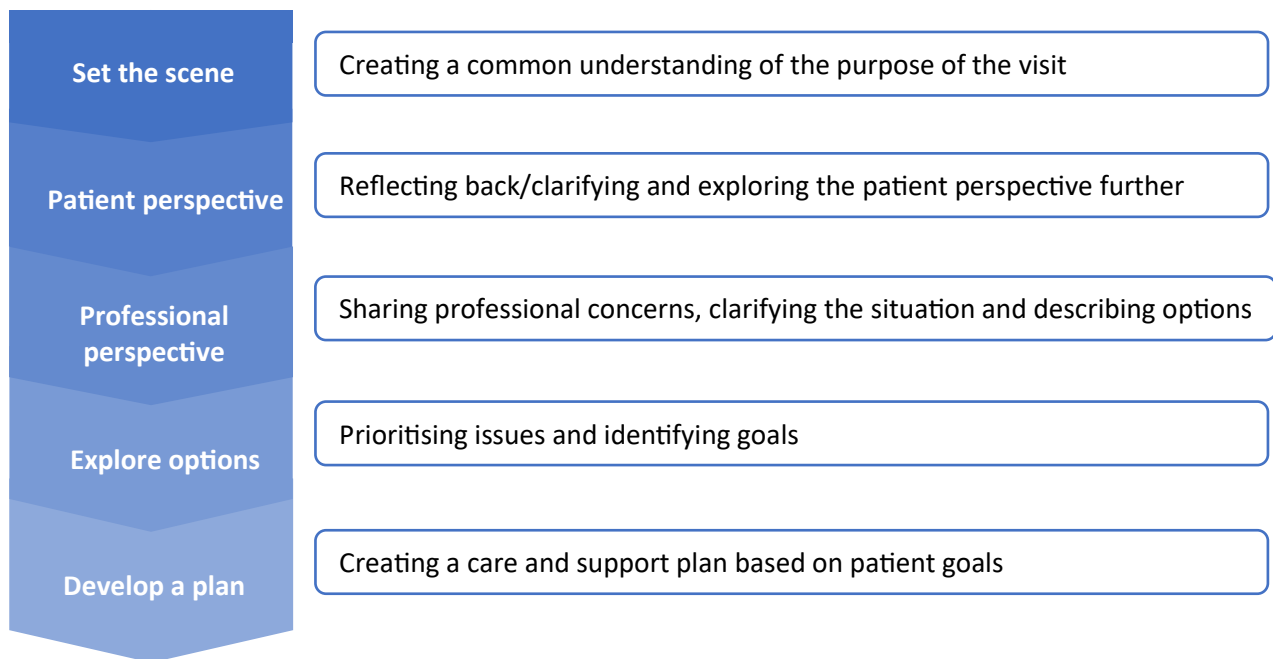 Set the scene
Creating a common understanding of the purpose of the visit
Patient perspective
Reflecting back/clarifying and exploring the patient perspective further
Professional
perspective
Sharing professional concerns, clarifying the situation and describing options
Explore options
Prioritising issues and identifying goals
Develop a plan
Creating a care and support plan based on patient goals